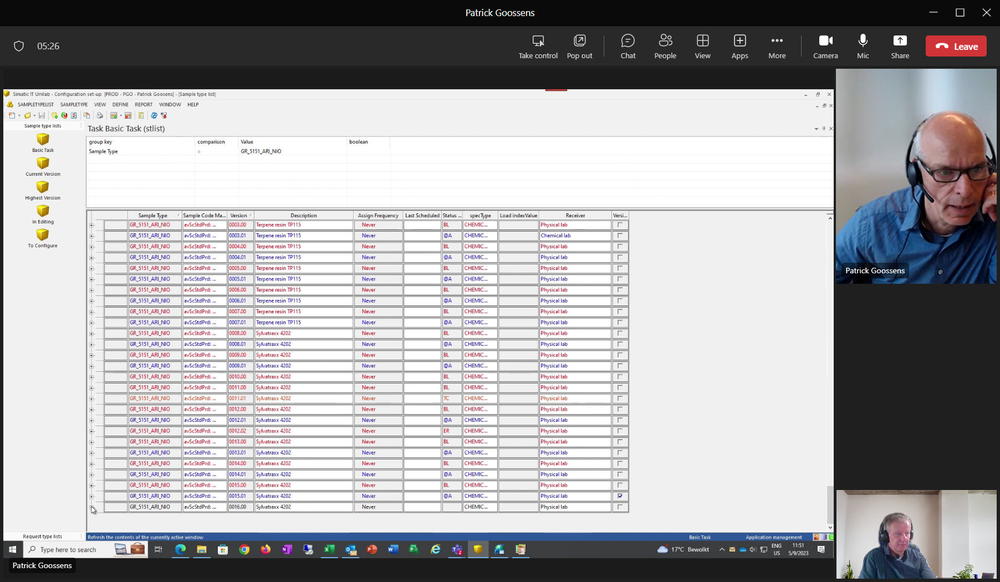 Patrick Goossens
05:26
Take control Pop out Chat People View Apps More Camera Mic Share Leave
Simatic IT Unilab - Configuration set-up [PROD - PGO - Patrick Goosens] - [Sample type list]
SAMPLETYPELIST SAMPLETYPE VIEW DEFINE REPORT WINDOW HELP
Sample type lists
Basic Task
Current Version
Highest Version
In Editing
To Configure
Task Basic Task (stlist)
group key comparison Value boolean
Sample Type = GR_5151_ARI_NIO
Sample Type Sample Code Ma... Version Description Assign Frequency Last Scheduled Status ... specType Load indexValue Receiver Versi...
GR_5151_ARI_NIO avScStdPrd: ... 0003.00 Terpene resin TP115 Never BL CHEMIC... Physical lab
GR_5151_ARI_NIO avScStdPrd: ... 0003.01 Terpene resin TP115 Never @A CHEMIC... Chemical lab
GR_5151_ARI_NIO avScStdPrd: ... 0004.00 Terpene resin TP115 Never BL CHEMIC... Physical lab
GR_5151_ARI_NIO avScStdPrd: ... 0004.01 Terpene resin TP115 Never @A CHEMIC... Physical lab
GR_5151_ARI_NIO avScStdPrd: ... 0005.00 Terpene resin TP115 Never BL CHEMIC... Physical lab
GR_5151_ARI_NIO avScStdPrd: ... 0005.01 Terpene resin TP115 Never @A CHEMIC... Physical lab
GR_5151_ARI_NIO avScStdPrd: ... 0006.00 Terpene resin TP115 Never BL CHEMIC... Physical lab
GR_5151_ARI_NIO avScStdPrd: ... 0006.01 Terpene resin TP115 Never @A CHEMIC... Physical lab
GR_5151_ARI_NIO avScStdPrd: ... 0007.00 Terpene resin TP115 Never BL CHEMIC... Physical lab
GR_5151_ARI_NIO avScStdPrd: ... 0007.01 Terpene resin TP115 Never @A CHEMIC... Physical lab
GR_5151_ARI_NIO avScStdPrd: ... 0008.00 Sylvatraxx 4202 Never BL CHEMIC... Physical lab
GR_5151_ARI_NIO avScStdPrd: ... 0008.01 Sylvatraxx 4202 Never @A CHEMIC... Physical lab
GR_5151_ARI_NIO avScStdPrd: ... 0009.00 Sylvatraxx 4202 Never BL CHEMIC... Physical lab
GR_5151_ARI_NIO avScStdPrd: ... 0009.01 Sylvatraxx 4202 Never @A CHEMIC... Physical lab
GR_5151_ARI_NIO avScStdPrd: ... 0010.00 Sylvatraxx 4202 Never BL CHEMIC... Physical lab
GR_5151_ARI_NIO avScStdPrd: ... 0011.00 Sylvatraxx 4202 Never BL CHEMIC... Physical lab
GR_5151_ARI_NIO avScStdPrd: ... 0011.01 Sylvatraxx 4202 Never TC CHEMIC... Physical lab
GR_5151_ARI_NIO avScStdPrd: ... 0012.00 Sylvatraxx 4202 Never BL CHEMIC... Physical lab
GR_5151_ARI_NIO avScStdPrd: ... 0012.01 Sylvatraxx 4202 Never @A CHEMIC... Physical lab
GR_5151_ARI_NIO avScStdPrd: ... 0012.02 Sylvatraxx 4202 Never ER CHEMIC... Physical lab
GR_5151_ARI_NIO avScStdPrd: ... 0013.00 Sylvatraxx 4202 Never BL CHEMIC... Physical lab
GR_5151_ARI_NIO avScStdPrd: ... 0013.01 Sylvatraxx 4202 Never @A CHEMIC... Physical lab
GR_5151_ARI_NIO avScStdPrd: ... 0014.00 Sylvatraxx 4202 Never BL CHEMIC... Physical lab
GR_5151_ARI_NIO avScStdPrd: ... 0014.01 Sylvatraxx 4202 Never @A CHEMIC... Physical lab
GR_5151_ARI_NIO avScStdPrd: ... 0015.00 Sylvatraxx 4202 Never BL CHEMIC... Physical lab
GR_5151_ARI_NIO avScStdPrd: ... 0015.01 Sylvatraxx 4202 Never @A CHEMIC... Physical lab
GR_5151_ARI_NIO avScStdPrd: ... 0016.00 Sylvatraxx 4202 Never CHEMIC... Physical lab
Patrick Goossens
Request type lists
Refresh the contents of the currently active window Basic Task Application management
Type here to search
17°C Bewolkt
ENG
US
11:51
5/9/2023
Patrick Goossens